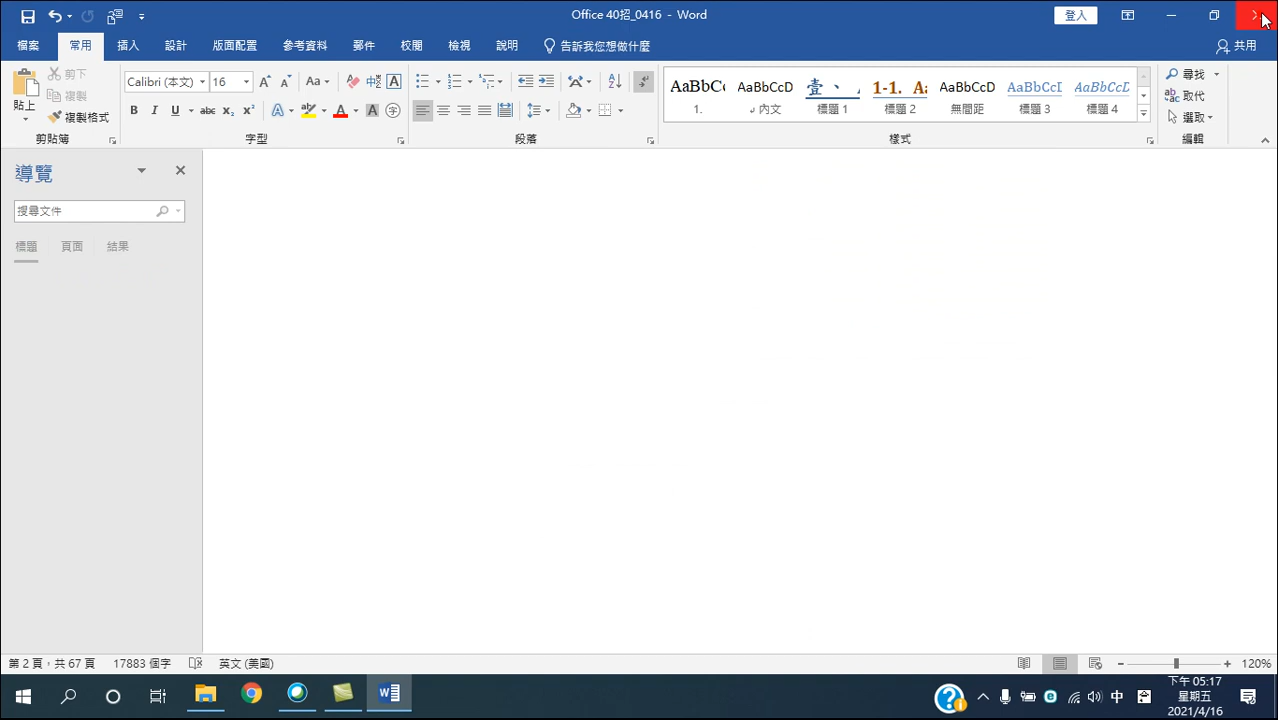 Office 40招_0416 - Word
登入
檔案 常用 插入 設計 版面配置 參考資料 郵件 校閱 檢視 說明 告訴我您想做什麼 共用
貼上 剪下 複製 複製格式
剪貼簿
Calibri (本文) 16
字型
段落
AaBbCc AaBbCcD 壹、 1-1. Aa AaBbCcD AaBbCcI AaBbCcD
1. 內文 標題 1 標題 2 無間距 標題 3 標題 4
樣式
尋找
取代
選取
編輯
導覽
搜尋文件
標題 頁面 結果
第 2 頁，共 67 頁 17883 個字 英文 (美國) 120%
中
下午 05:17
星期五
2021/4/16